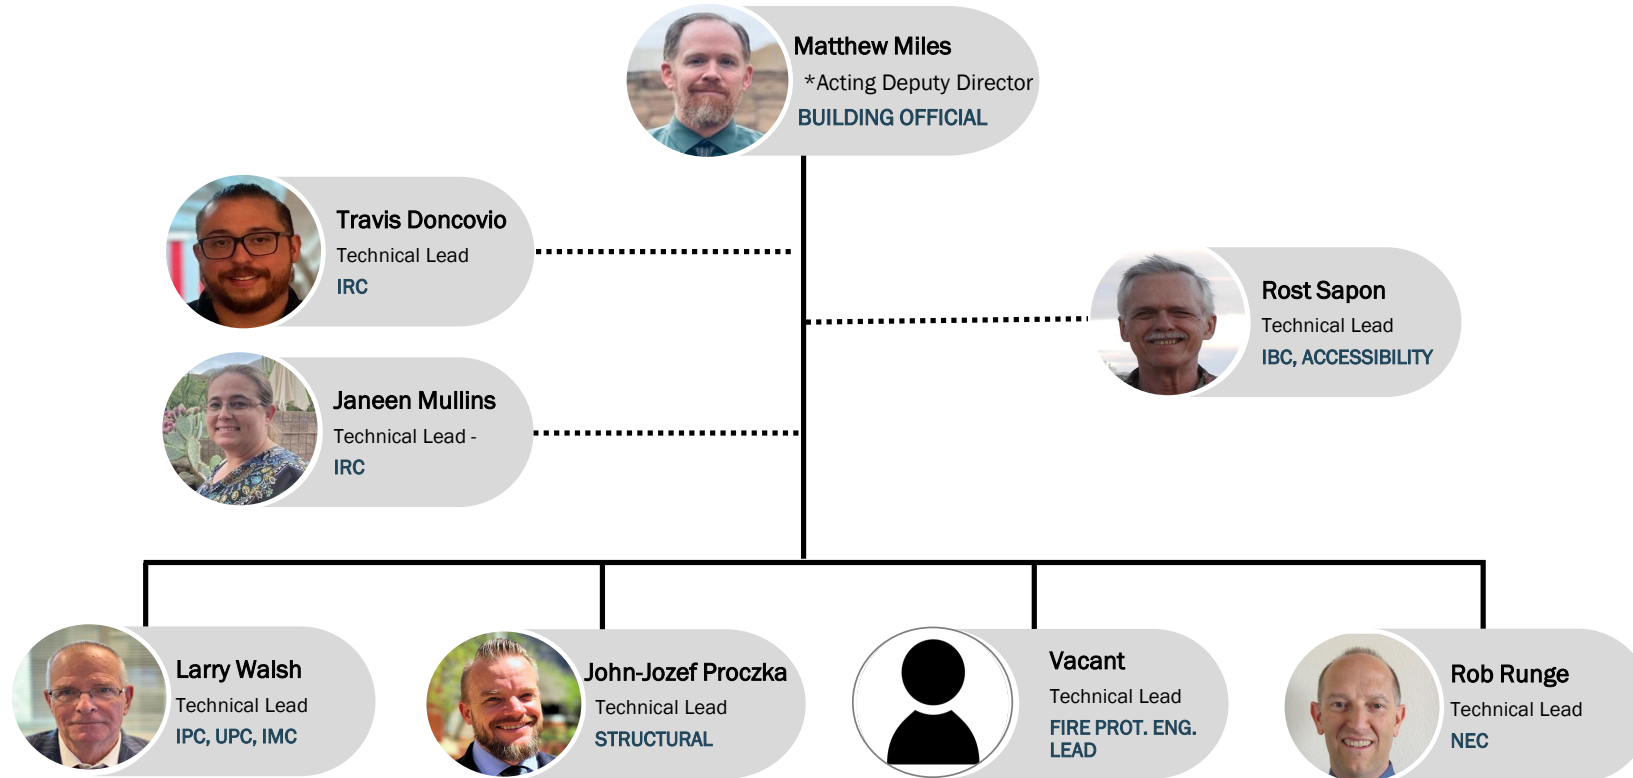 Matthew Miles
*Acting Deputy Director
BUILDING OFFICIAL
Travis Doncovio
Technical Lead
IRC
Rost Sapon
Technical Lead
IBC, ACCESSIBILITY
Janeen Mullins
Technical Lead -
IRC
Larry Walsh
Technical Lead
IPC, UPC, IMC
John-Jozef Proczka
Technical Lead
STRUCTURAL
Vacant
Technical Lead
FIRE PROT. ENG.
LEAD
Rob Runge
Technical Lead
NEC